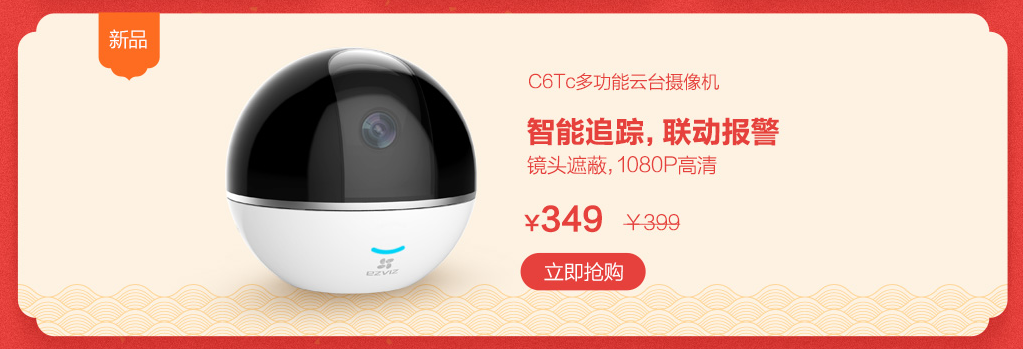 新品
C6Tc多功能云台摄像机
智能追踪，联动报警
镜头遮蔽，1080P高清
¥349 ¥399
立即抢购
ezviz